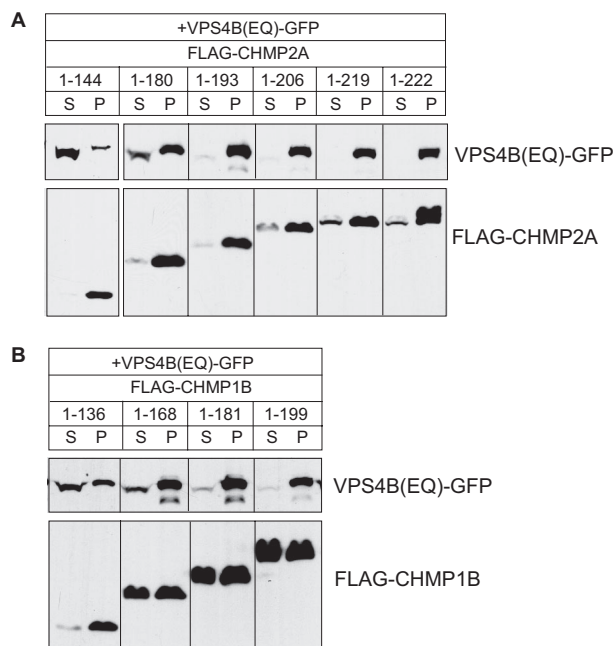 A
+VPS4B(EQ)-GFP
FLAG-CHMP2A
1-144 1-180 1-193 1-206 1-219 1-222
S P S P S P S P S P S P
VPS4B(EQ)-GFP
FLAG-CHMP2A
B
+VPS4B(EQ)-GFP
FLAG-CHMP1B
1-136 1-168 1-181 1-199
S P S P S P S P
VPS4B(EQ)-GFP
FLAG-CHMP1B